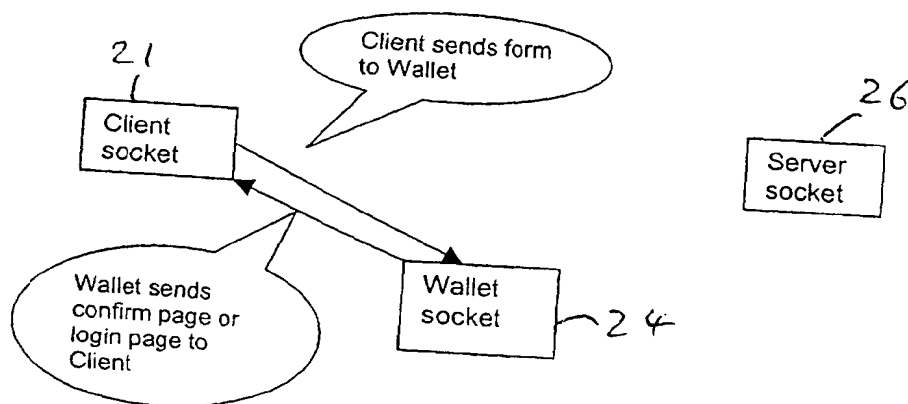 Client sends form
to Wallet
21
26
Client
socket
Server
socket
Wallet sends
confirm page or
login page to
Client
Wallet
socket
24